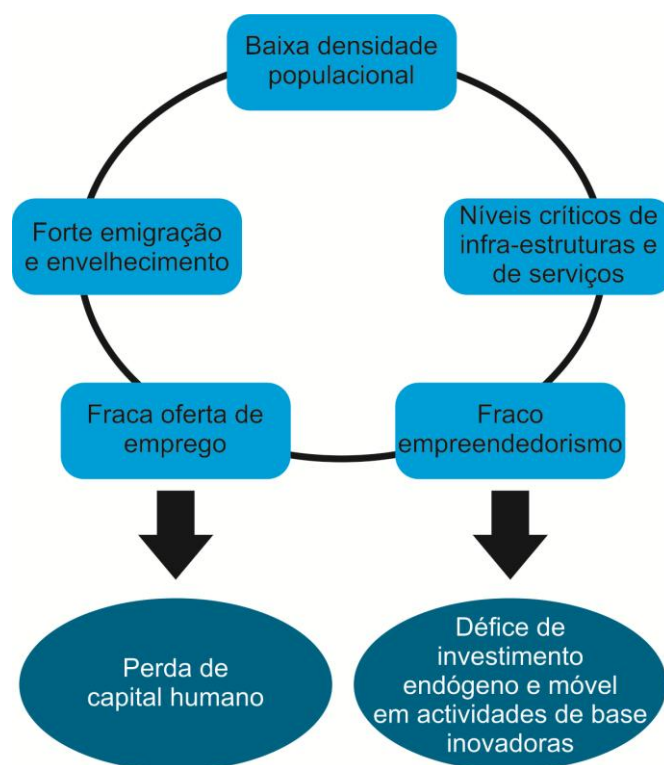 Baixa densidade
populacional
Forte emigração
e envelhecimento
Níveis críticos de
infra-estruturas e
de serviços
Fraca oferta de
emprego
Fraco
empreendedorismo
Perda de
capital humano
Défice de
investimento
endógeno e móvel
em actividades de base
inovadoras